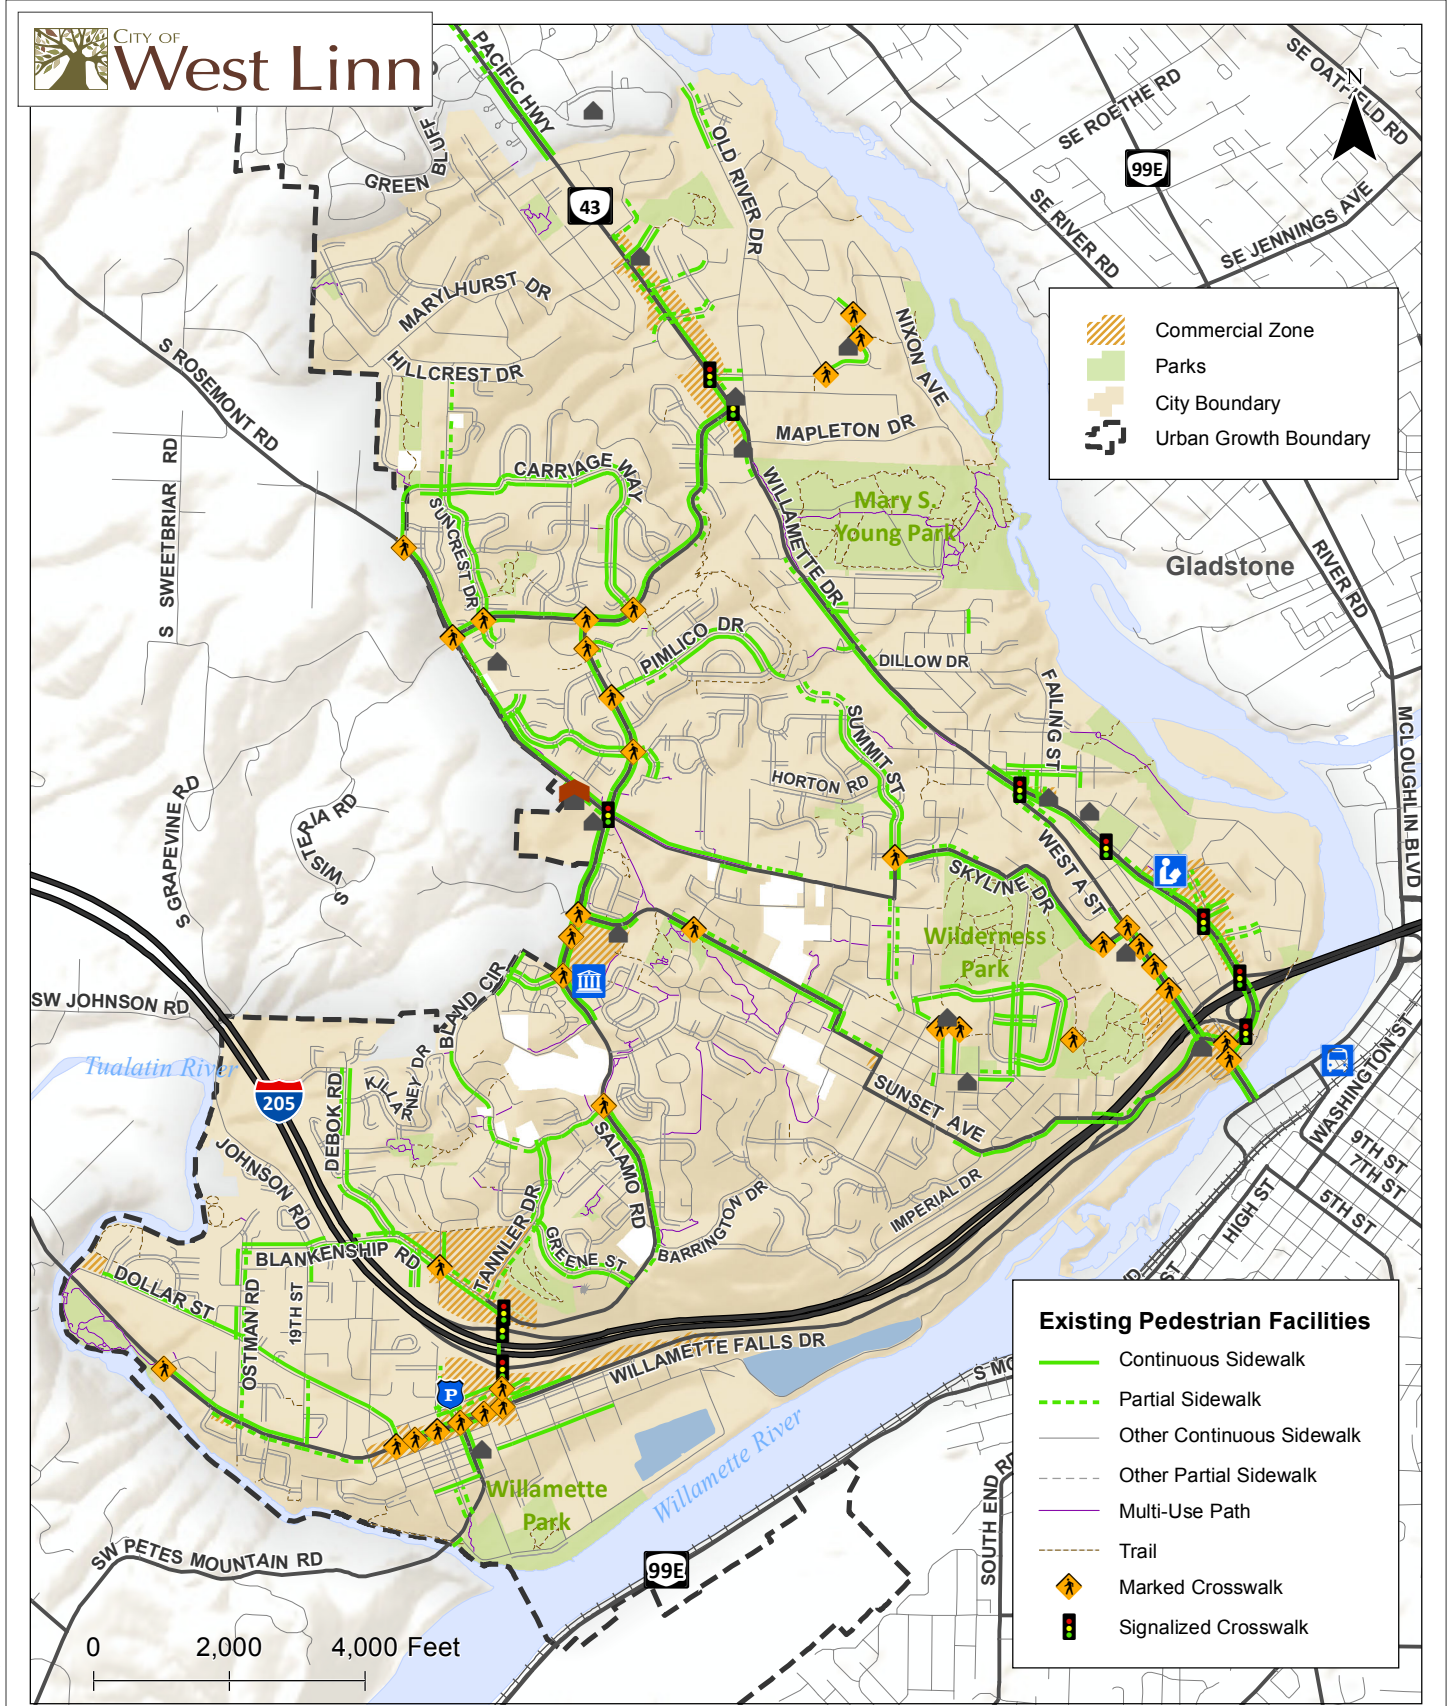 CITY OF
West Linn
PACIFIC HWY
GREEN BLUFF
43
OLD RIVER DR
SE OATFIELD RD
N
SE ROETHE RD
99E
SE RIVER RD
SE JENNINGS AVE
MARYLHURST DR
HILLCREST DR
S ROSEMONT RD
NIXON AVE
Commercial Zone
Parks
City Boundary
Urban Growth Boundary
MAPLETON DR
S SWEETBRIAR RD
CARRIAGE WAY
SUNCREST DR
WILLAMETTE DR
Mary S.
Young Park
Gladstone
RIVER RD
PIMLICO DR
DILLOW DR
FAILING ST
SUMMIT ST
HORTON RD
MCLOUGHLIN BLVD
S GRAPEVINE RD
S WISTERIA RD
WEST A ST
SKYLINE DR
Wilderness
Park
SW JOHNSON RD
BLAND CIR
Tualatin River
205
KILLARNEY DR
DEBOK RD
SUNSET AVE
WASHINGTON ST
9TH ST
7TH ST
5TH ST
HIGH ST
JOHNSON RD
SALAMO RD
TANNLER DR
BARRINGTON DR
IMPERIAL DR
GREENE ST
BLANKENSHIP RD
DOLLAR ST
OSTMAN RD
19TH ST
WILLAMETTE FALLS DR
P
ST
Willamette River
Willamette
Park
SW PETES MOUNTAIN RD
99E
SOUTH END RD
Existing Pedestrian Facilities
Continuous Sidewalk
Partial Sidewalk
Other Continuous Sidewalk
Other Partial Sidewalk
Multi-Use Path
Trail
Marked Crosswalk
Signalized Crosswalk
0 2,000 4,000 Feet